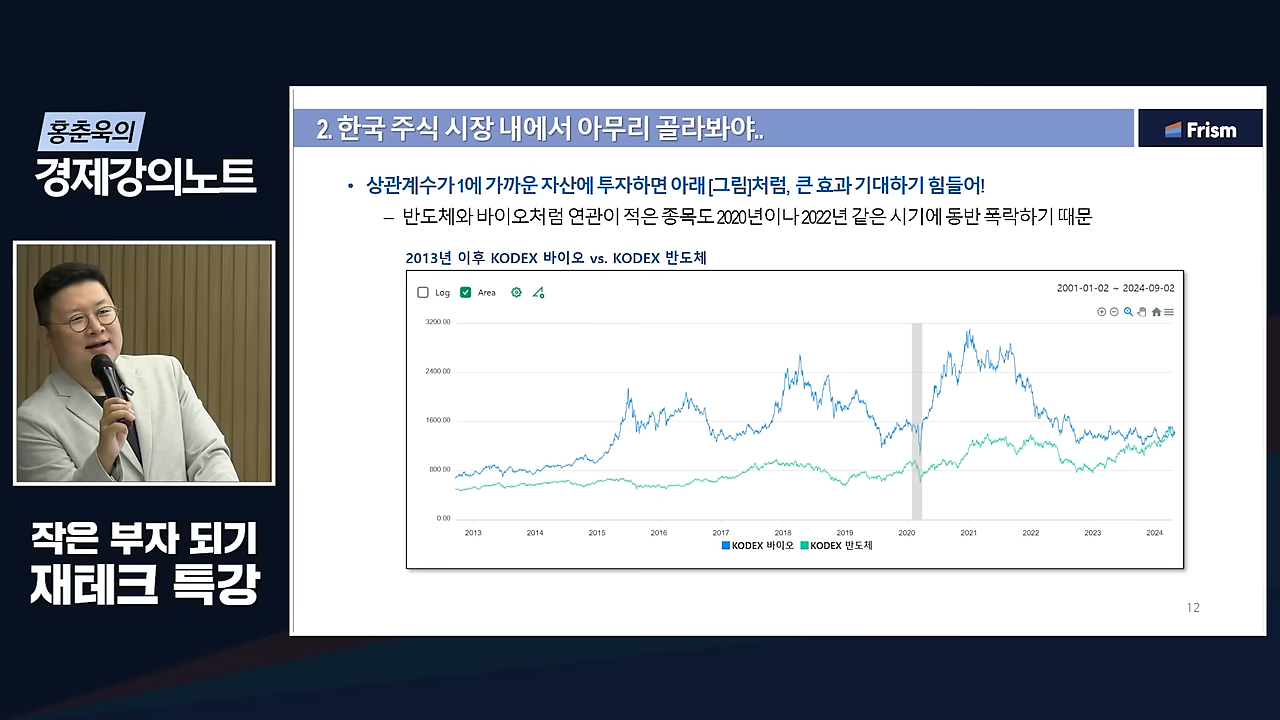 홍춘욱의
경제강의노트
작은 부자 되기
재테크 특강
2. 한국 주식 시장 내에서 아무리 골라봐야..
Frism
• 상관계수가 1에 가까운 자산에 투자하면 아래 [그림]처럼, 큰 효과 기대하기 힘들어!
– 반도체와 바이오처럼 연관이 적은 종목도 2020년이나 2022년 같은 시기에 동반 폭락하기 때문
2013년 이후 KODEX 바이오 vs. KODEX 반도체
Log Area
2001-01-02 ~ 2024-09-02
3200.00
2400.00
1600.00
800.00
0.00
2013 2014 2015 2016 2017 2018 2019 2020 2021 2022 2023 2024
KODEX 바이오 KODEX 반도체
12